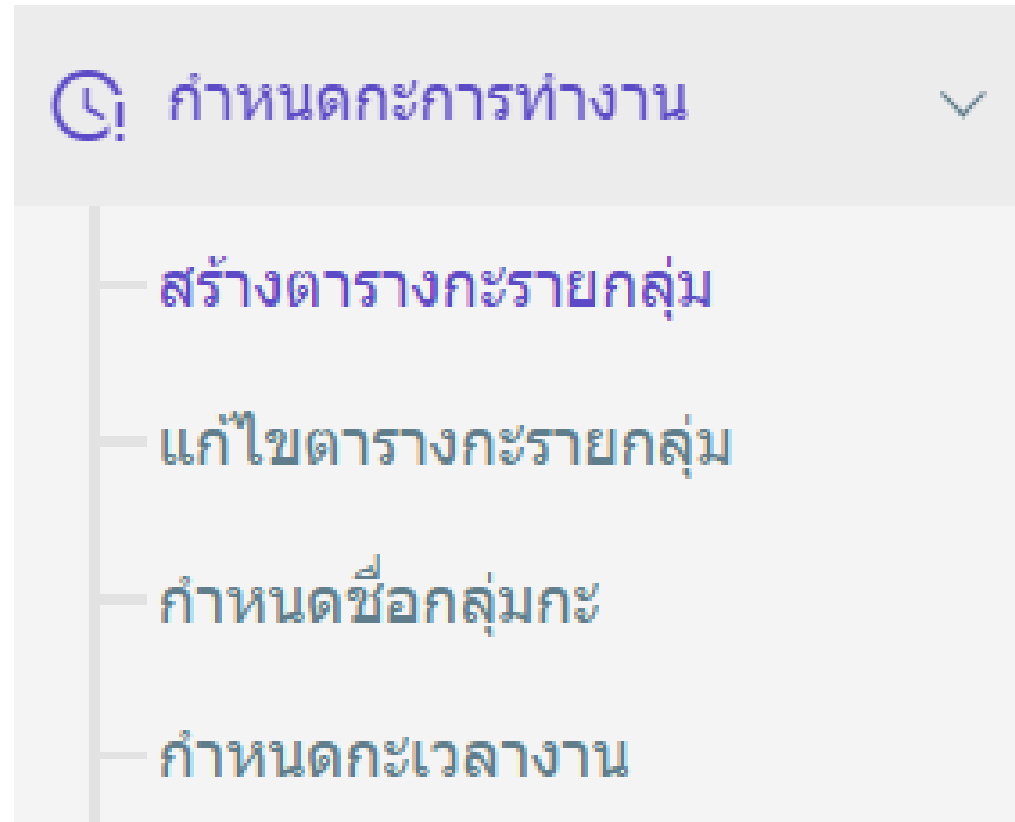 กำหนดกะการทำงาน
สร้างตารางกะรายกลุ่ม
แก้ไขตารางกะรายกลุ่ม
กำหนดชื่อกลุ่มกะ
กำหนดกะเวลางาน